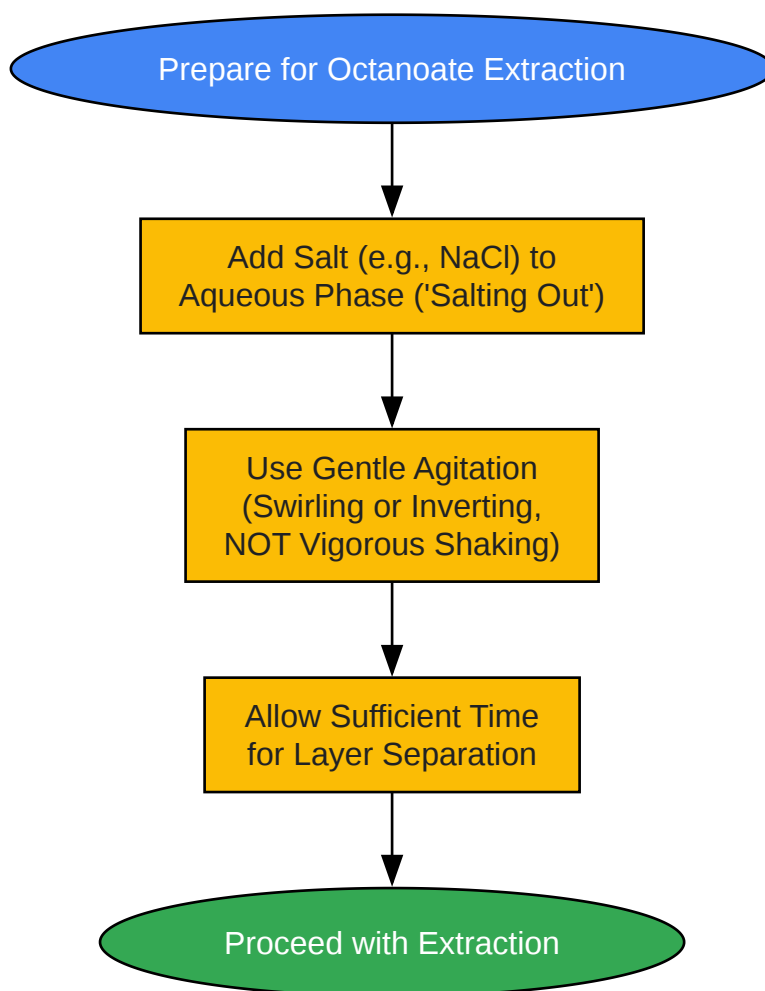 Prepare for Octanoate Extraction
Add Salt (e.g., NaCl) to
Aqueous Phase ('Salting Out')
Use Gentle Agitation
(Swirling or Inverting,
NOT Vigorous Shaking)
Allow Sufficient Time
for Layer Separation
Proceed with Extraction